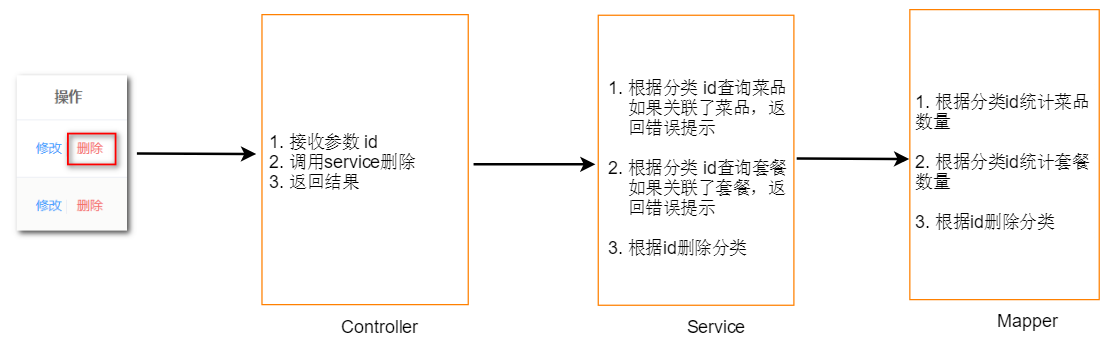 操作
修改 删除
修改 删除
1. 接收参数 id
2. 调用service删除
3. 返回结果
Controller
1. 根据分类 id查询菜品
如果关联了菜品，返
回错误提示
2. 根据分类 id查询套餐
如果关联了套餐，返
回错误提示
3. 根据id删除分类
Service
1. 根据分类id统计菜品
数量
2. 根据分类id统计套餐
数量
3. 根据id删除分类
Mapper